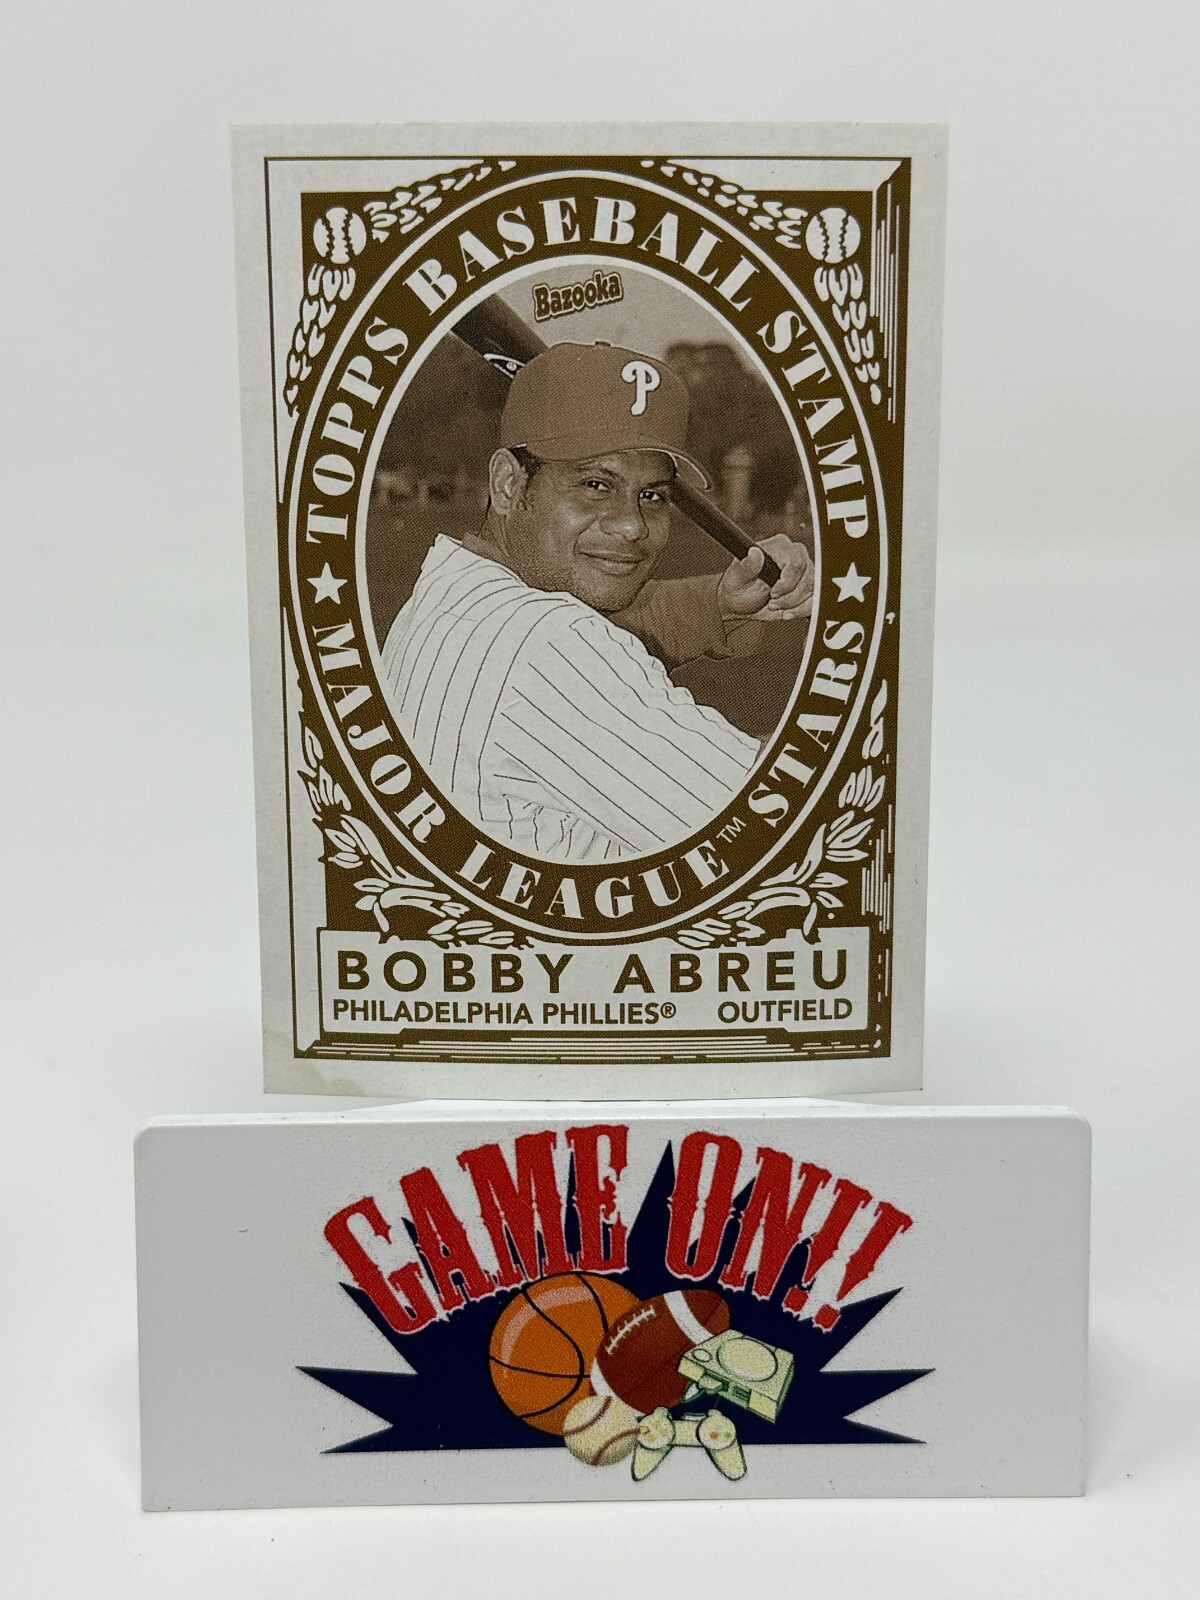 TOPPS BASEBALL STAMP
Bazooka
P
MAJOR LEAGUE™ STARS
BOBBY ABREU
PHILADELPHIA PHILLIES® OUTFIELD
GAME ON!!